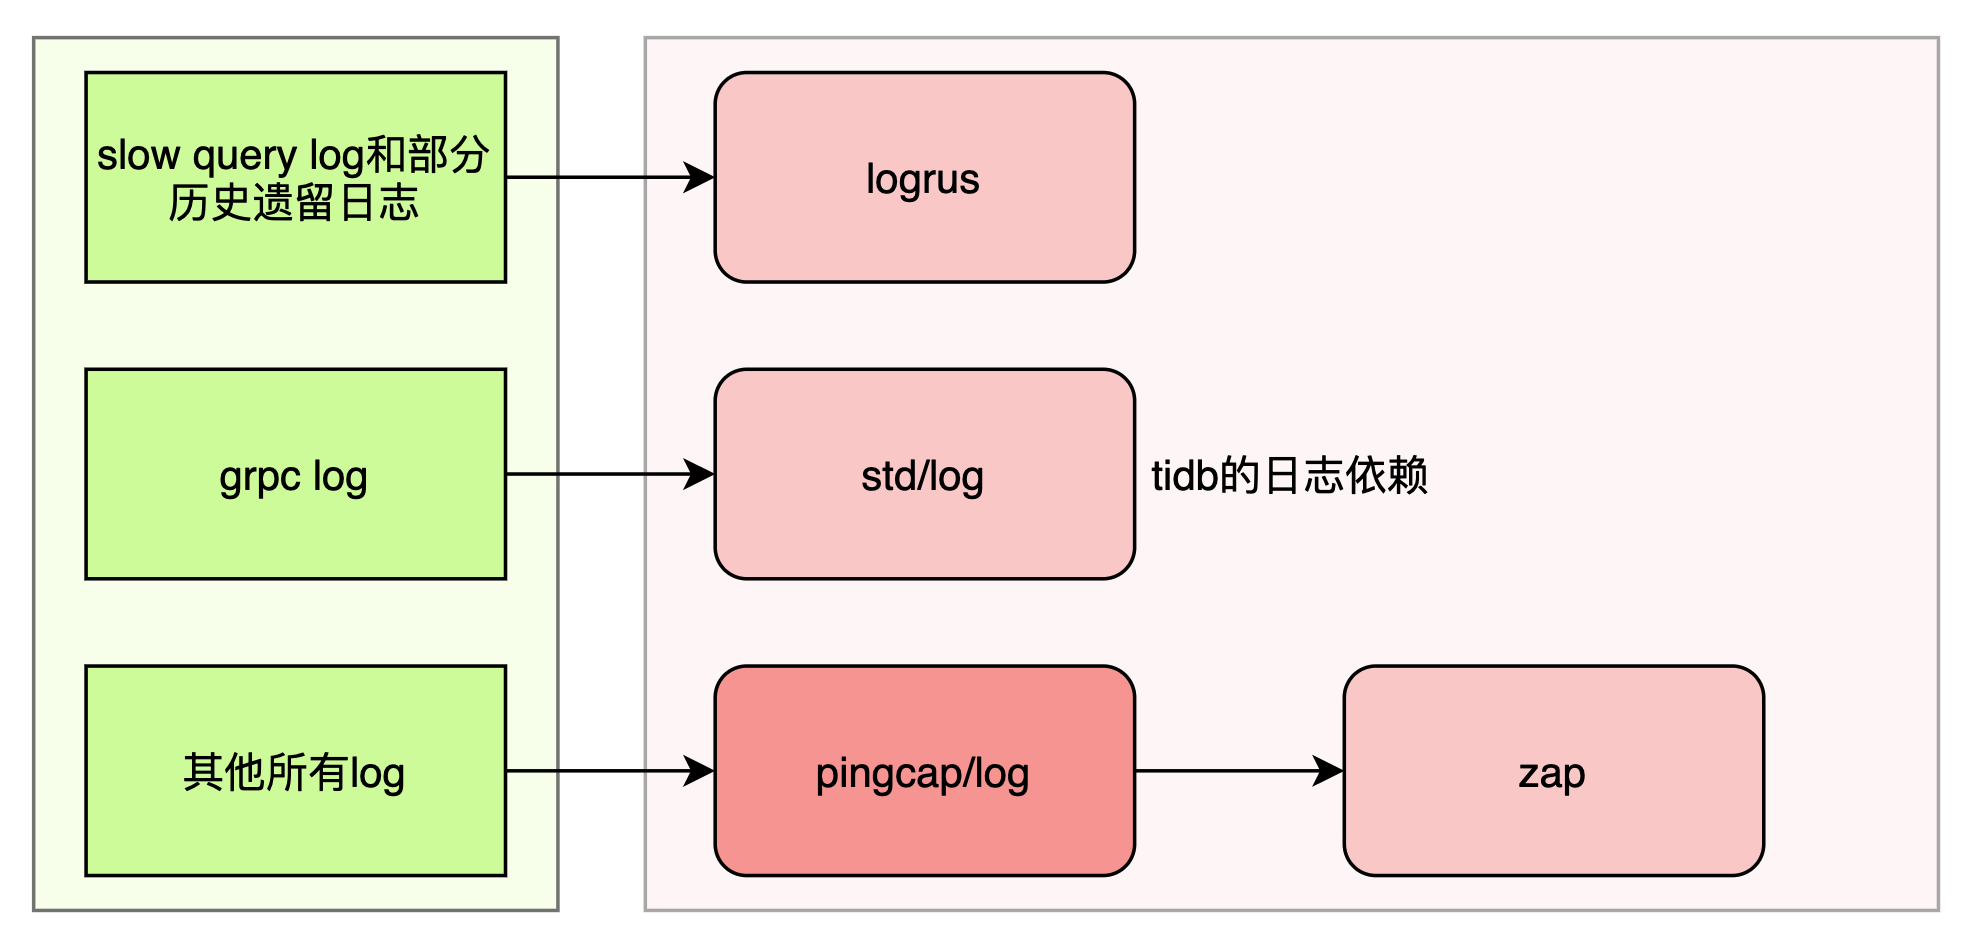 slow query log和部分
历史遗留日志
logrus
grpc log
std/log
tidb的日志依赖
其他所有log
pingcap/log
zap